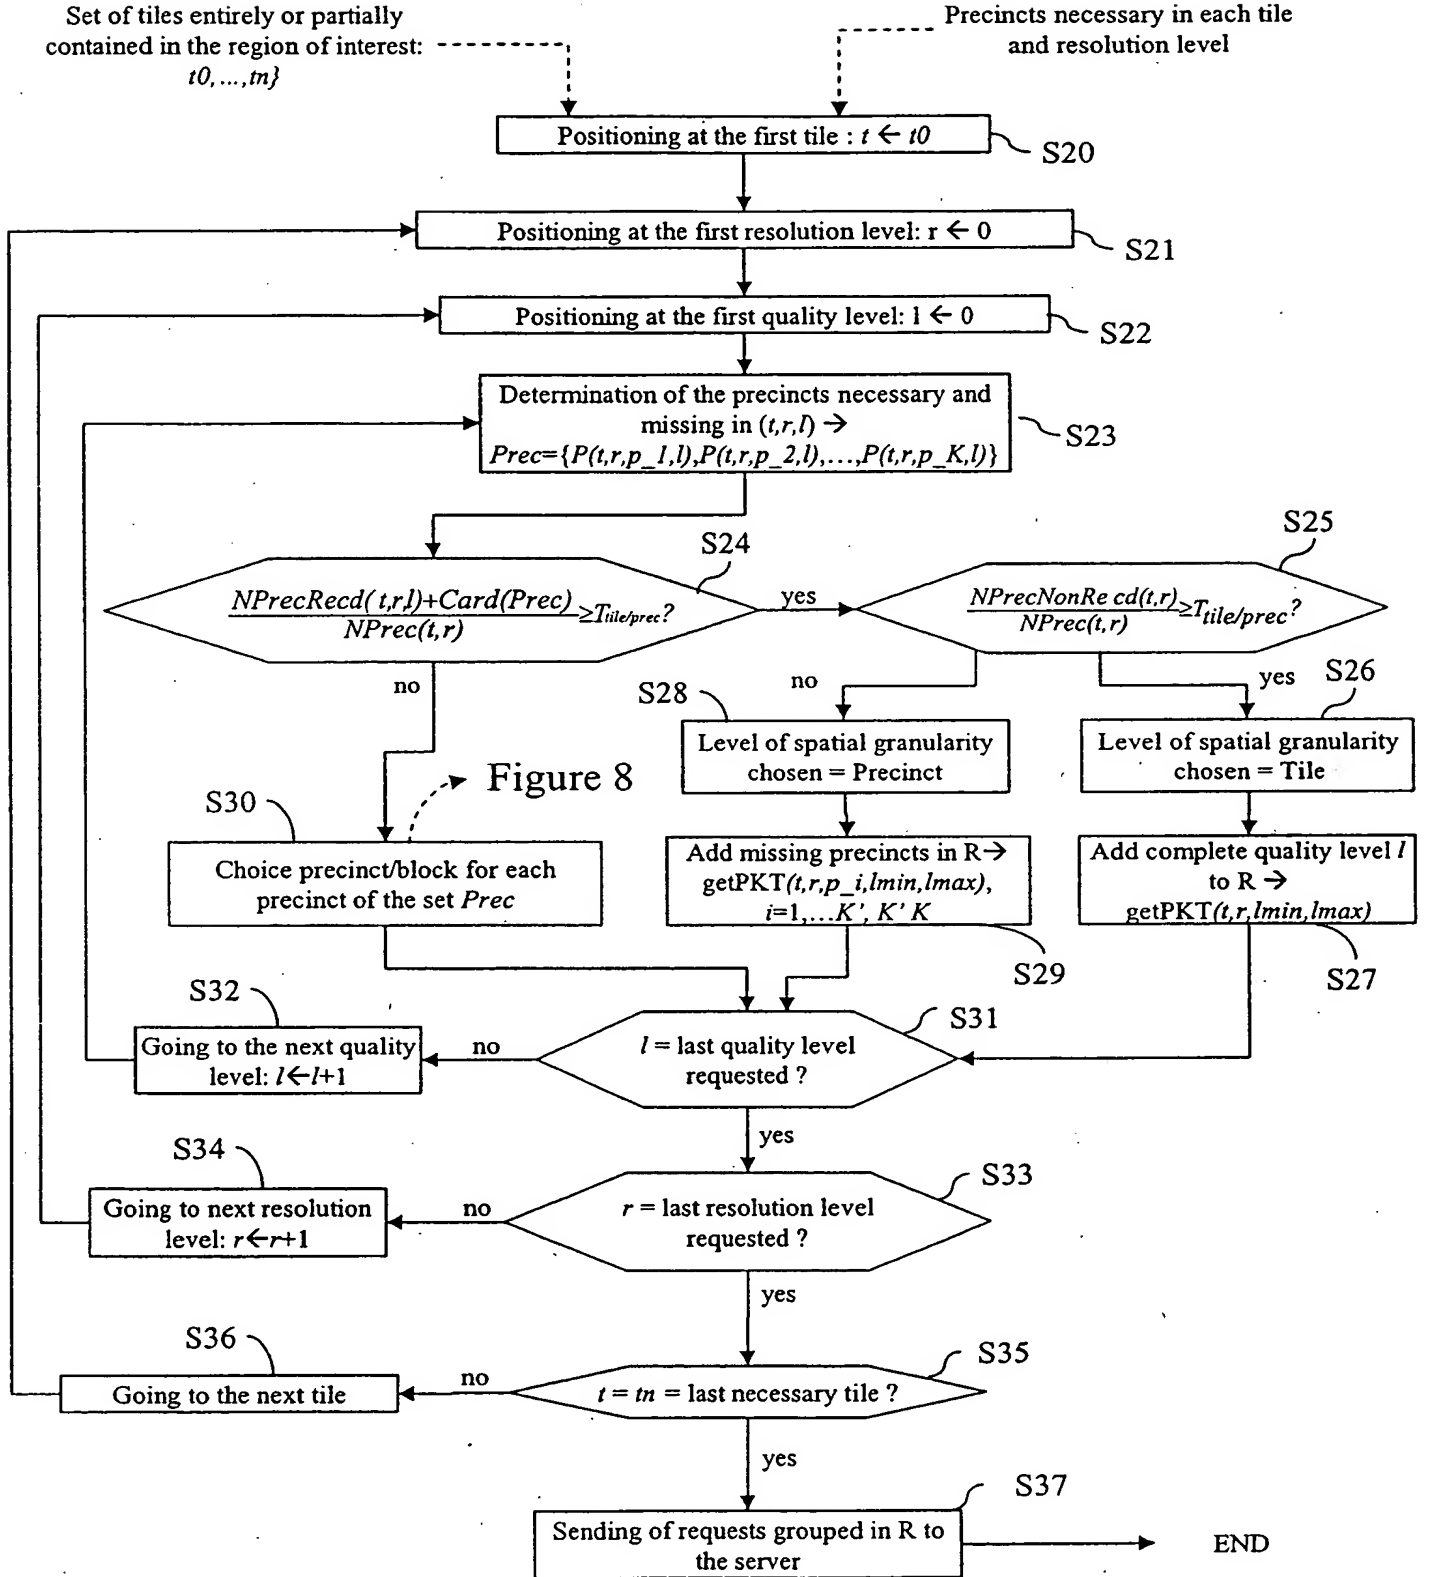 Set of tiles entirely or partially
contained in the region of interest:
t0,...,tn}
Precincts necessary in each tile
and resolution level
Positioning at the first tile : t ← t0
S20
Positioning at the first resolution level: r ← 0
S21
Positioning at the first quality level: l ← 0
S22
Determination of the precincts necessary and
missing in (t,r,l) →
Prec={P(t,r,p_1,l),P(t,r,p_2,l),...,P(t,r,p_K,l)}
S23
S24
NPrecRecd( t,r,l)+Card(Prec)
NPrec(t,r)
≥Ttile/prec?
yes
S25
NPrecNonRe cd(t,r)
NPrec(t,r)
≥Ttile/prec?
no
no
yes
S28
S26
Level of spatial granularity
chosen = Precinct
Level of spatial granularity
chosen = Tile
Figure 8
S30
Choice precinct/block for each
precinct of the set Prec
Add missing precincts in R→
getPKT(t,r,p_i,lmin,lmax),
i=1,...K', K' K
S29
Add complete quality level l
to R →
getPKT(t,r,lmin,lmax)
S27
S32
Going to the next quality
level: l←l+1
no
S31
l = last quality level
requested ?
yes
S34
Going to next resolution
level: r←r+1
no
S33
r = last resolution level
requested ?
yes
S36
Going to the next tile
no
S35
t = tn = last necessary tile ?
yes
S37
Sending of requests grouped in R to
the server
END